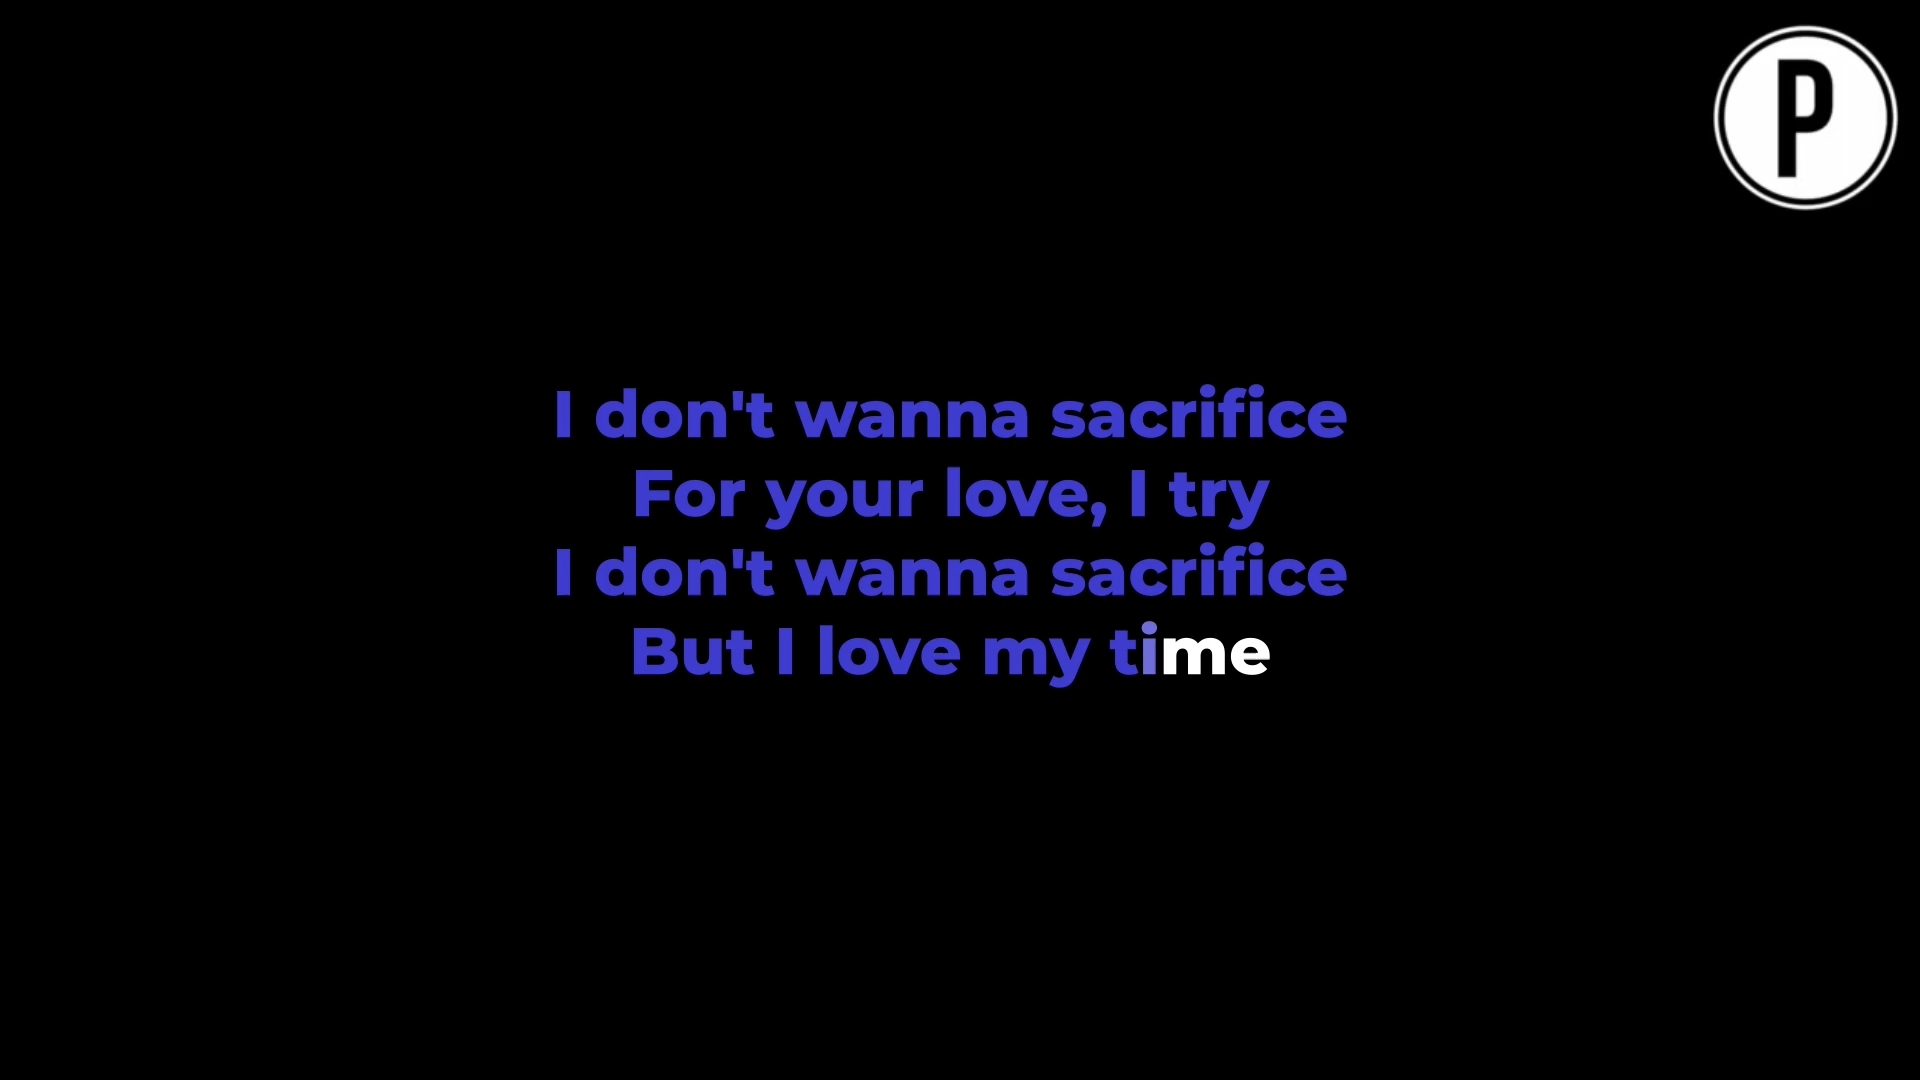 P
I don't wanna sacrifice
For your love, I try
I don't wanna sacrifice
But I love my time